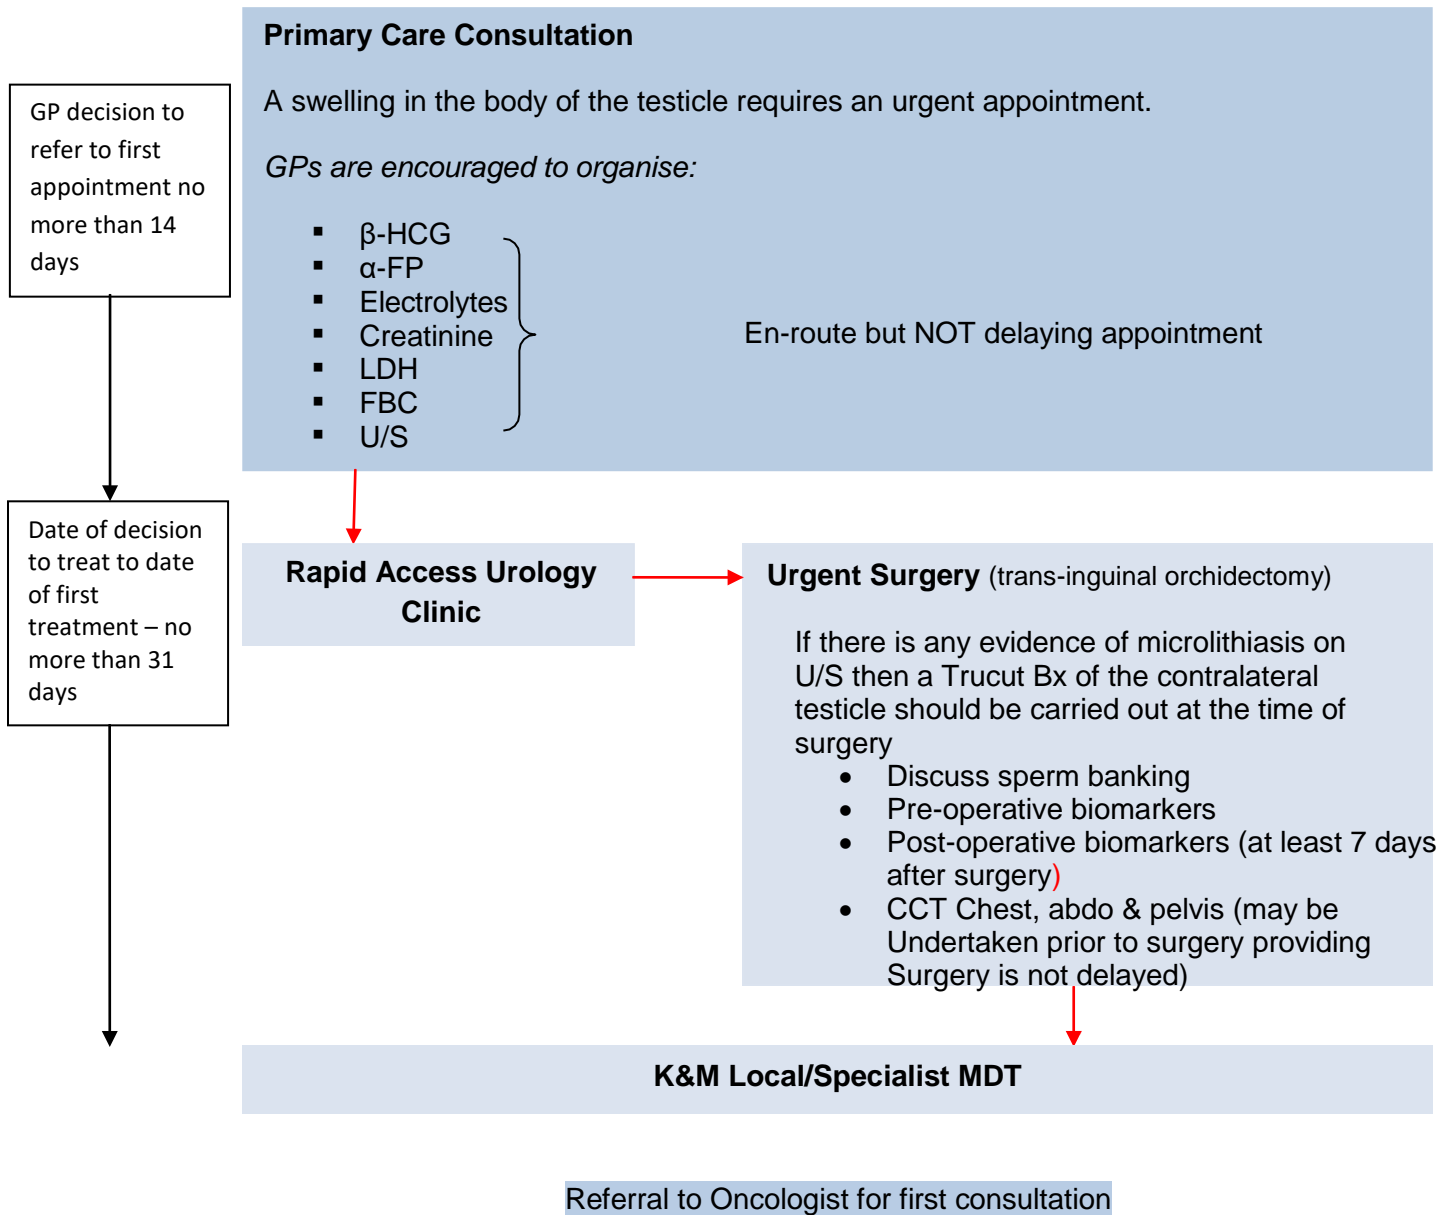 Primary Care Consultation
A swelling in the body of the testicle requires an urgent appointment.
GPs are encouraged to organise:
▪ β-HCG
▪ α-FP
▪ Electrolytes
▪ Creatinine
▪ LDH
▪ FBC
▪ U/S
En-route but NOT delaying appointment
GP decision to
refer to first
appointment no
more than 14
days
Date of decision
to treat to date
of first
treatment – no
more than 31
days
Rapid Access Urology
Clinic
Urgent Surgery (trans-inguinal orchidectomy)
If there is any evidence of microlithiasis on
U/S then a Trucut Bx of the contralateral
testicle should be carried out at the time of
surgery
• Discuss sperm banking
• Pre-operative biomarkers
• Post-operative biomarkers (at least 7 days
after surgery)
• CCT Chest, abdo & pelvis (may be
Undertaken prior to surgery providing
Surgery is not delayed)
K&M Local/Specialist MDT
Referral to Oncologist for first consultation